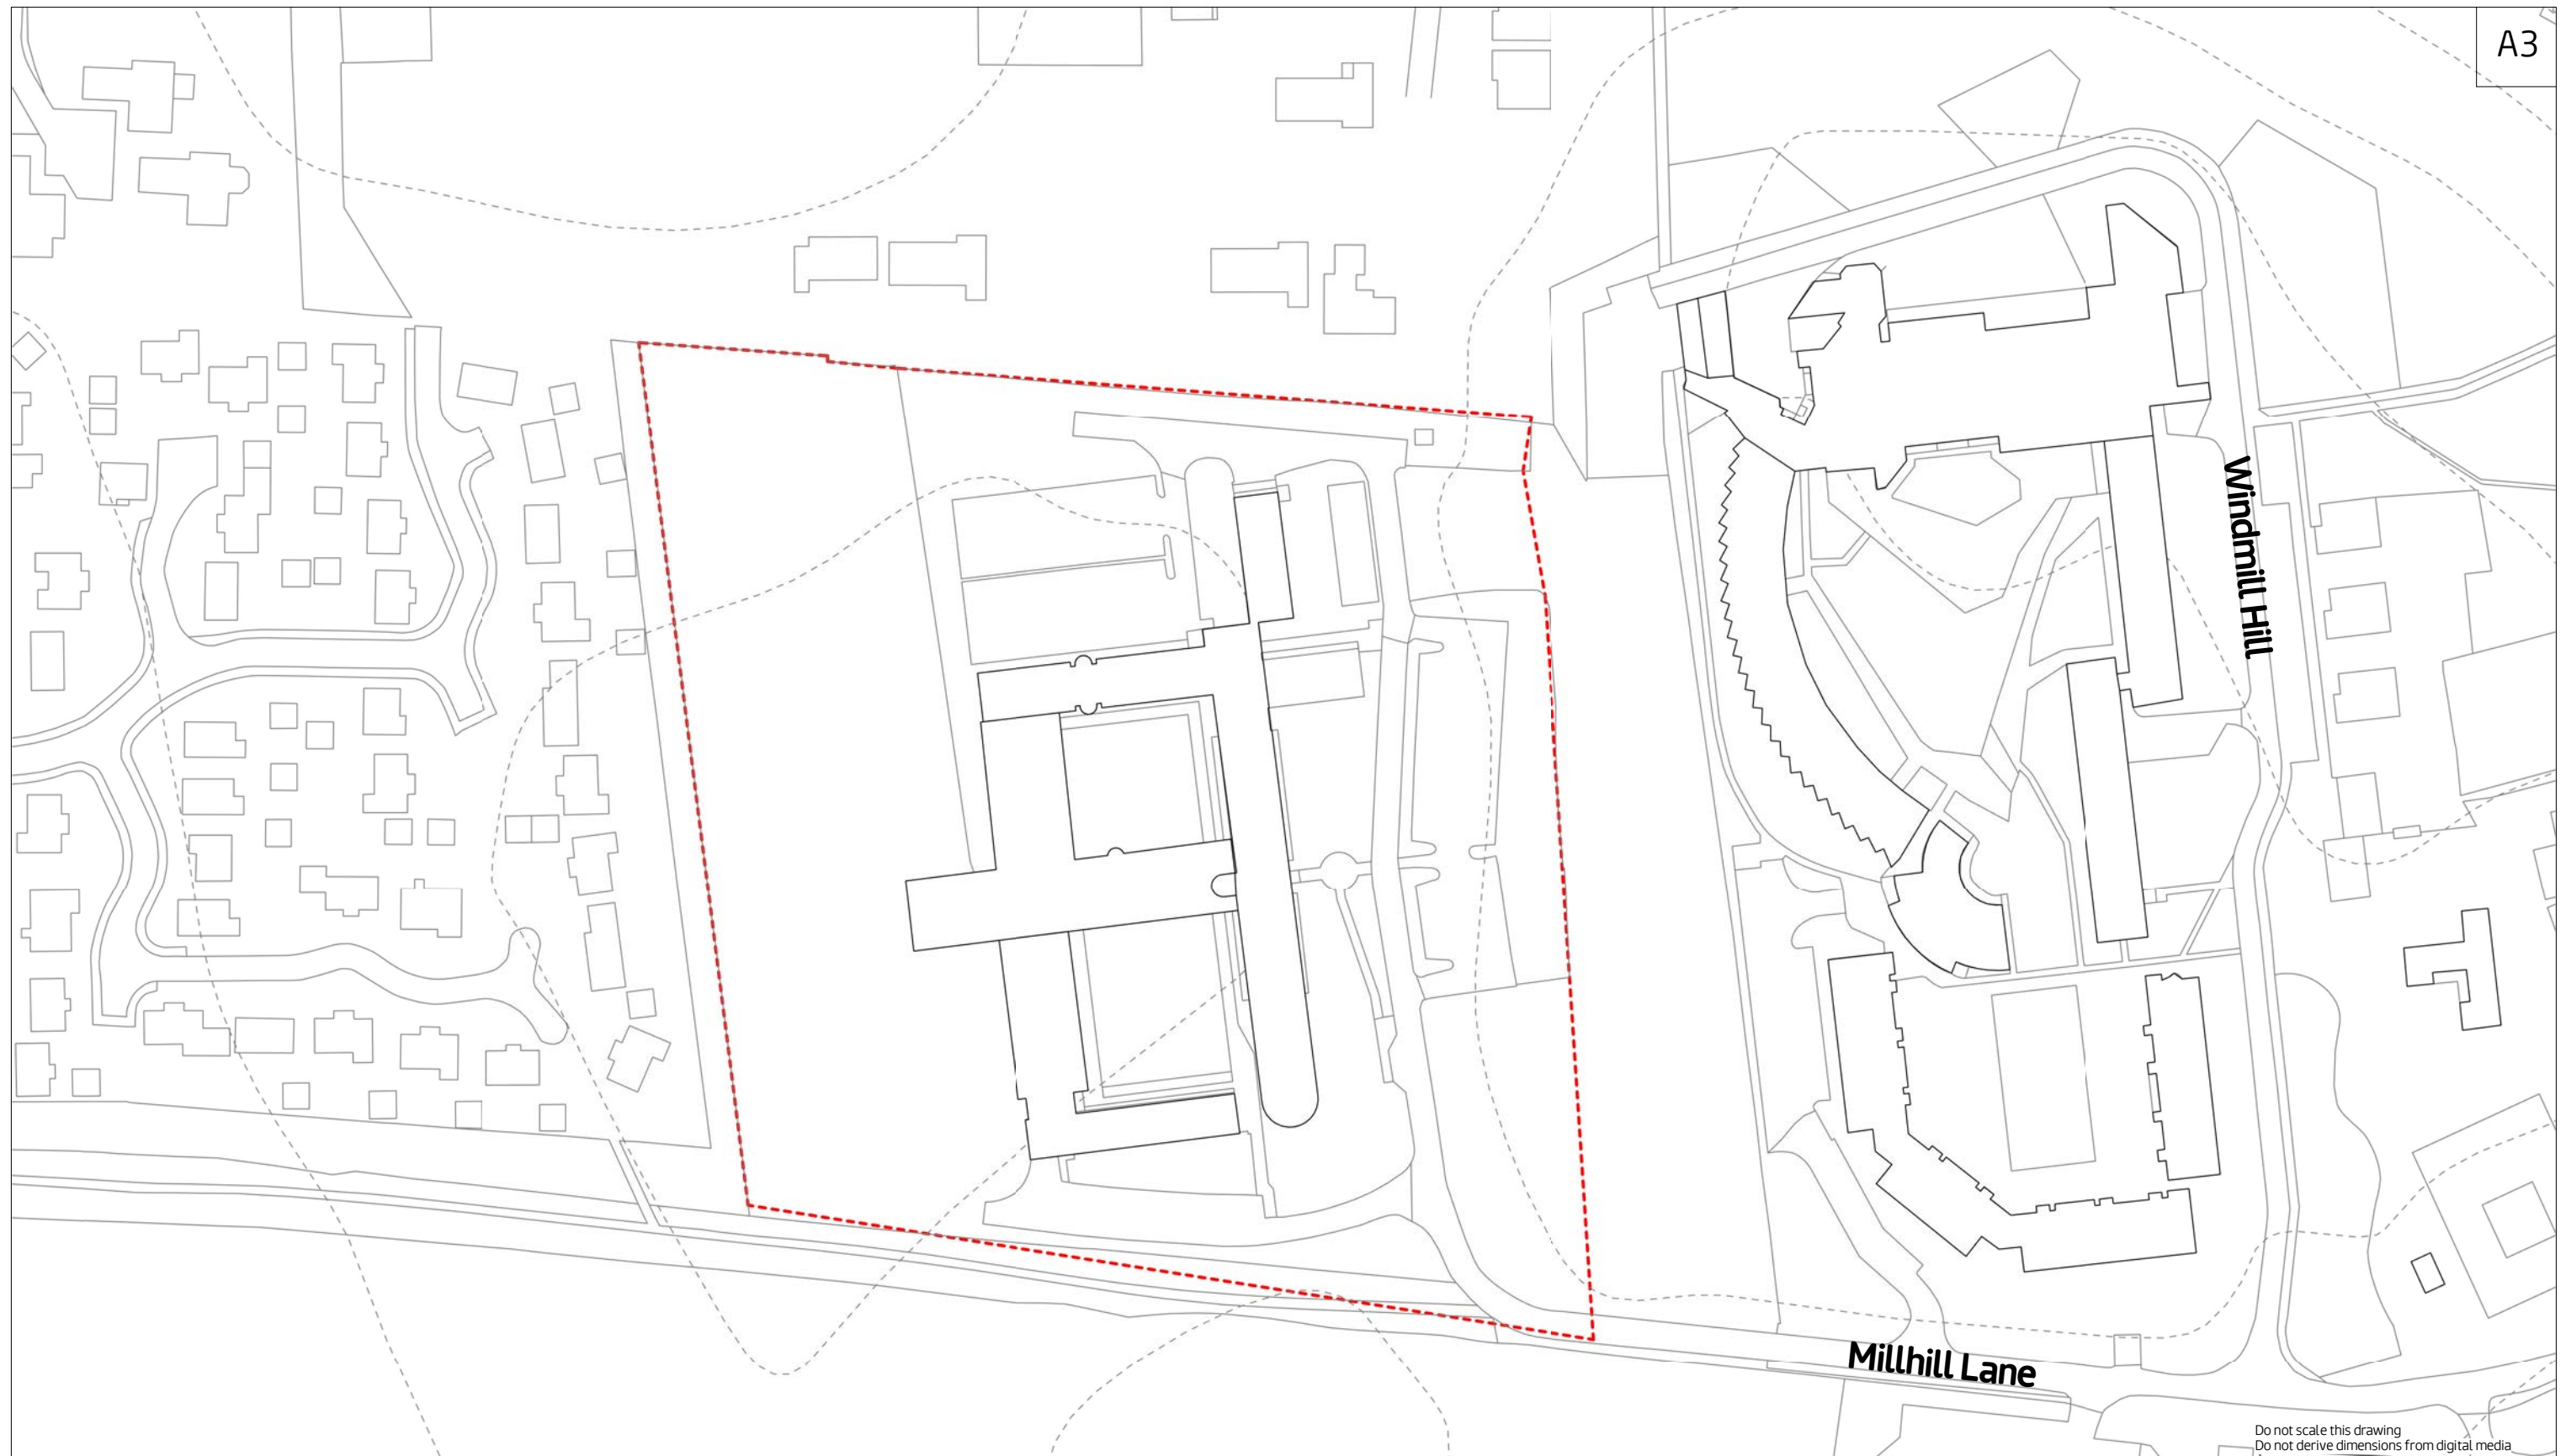 A3
Windmill Hill
Millhill Lane
Do not scale this drawing
Do not derive dimensions from digital media